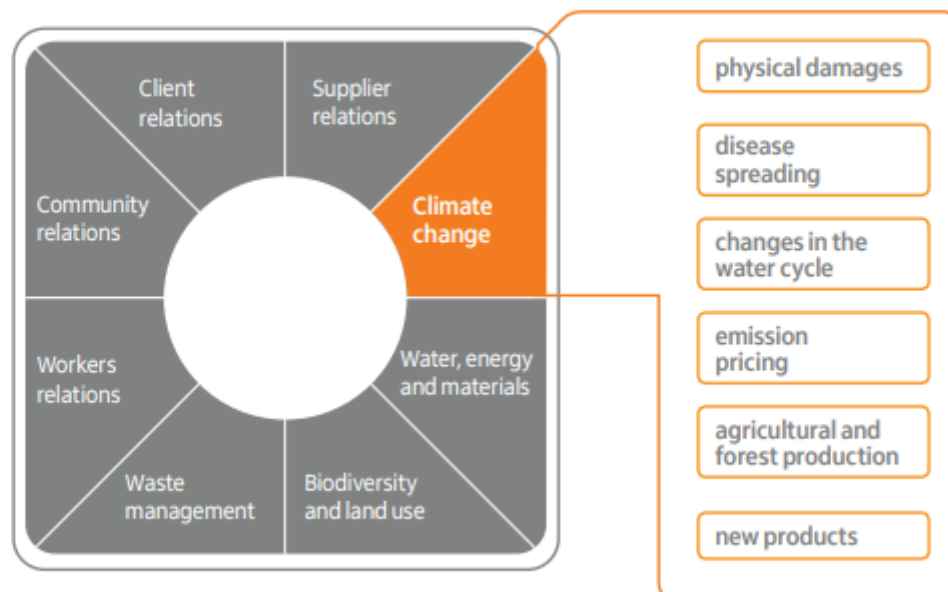 Client
relations
Supplier
relations
Community
relations
Climate
change
Workers
relations
Water, energy
and materials
Waste
management
Biodiversity
and land use
physical damages
disease
spreading
changes in the
water cycle
emission
pricing
agricultural and
forest production
new products